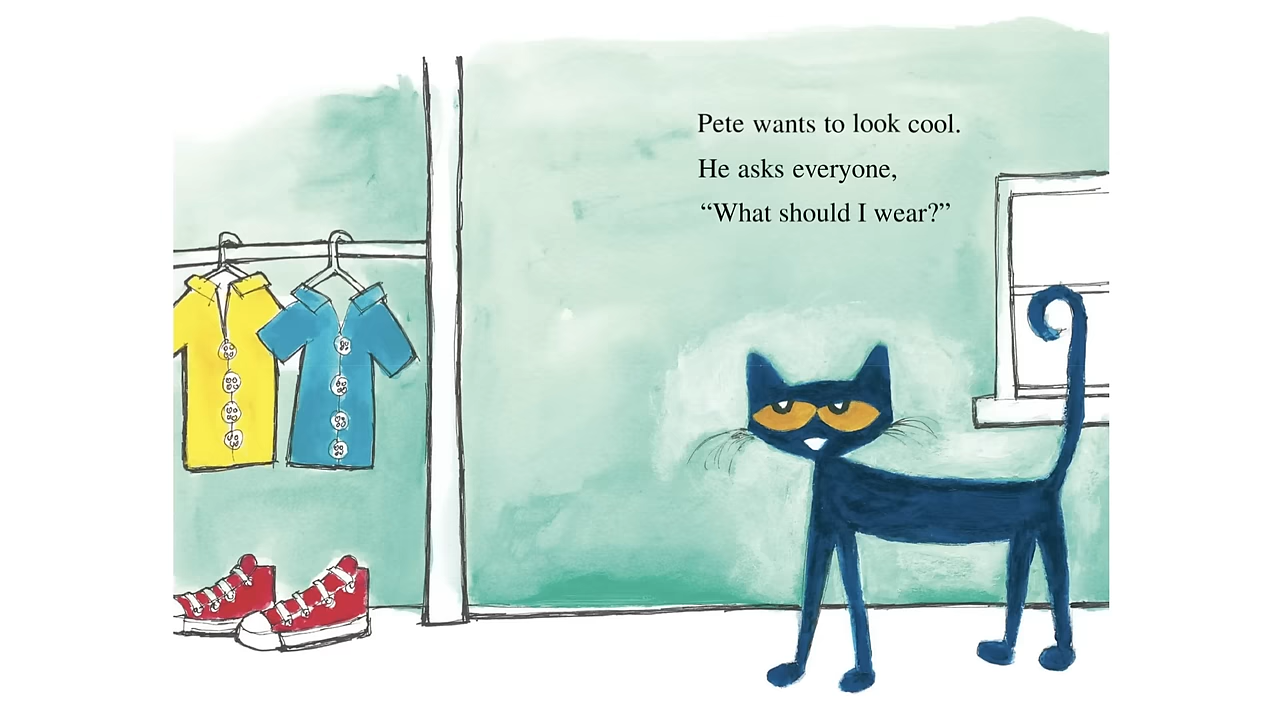 Pete wants to look cool.
He asks everyone,
“What should I wear?”